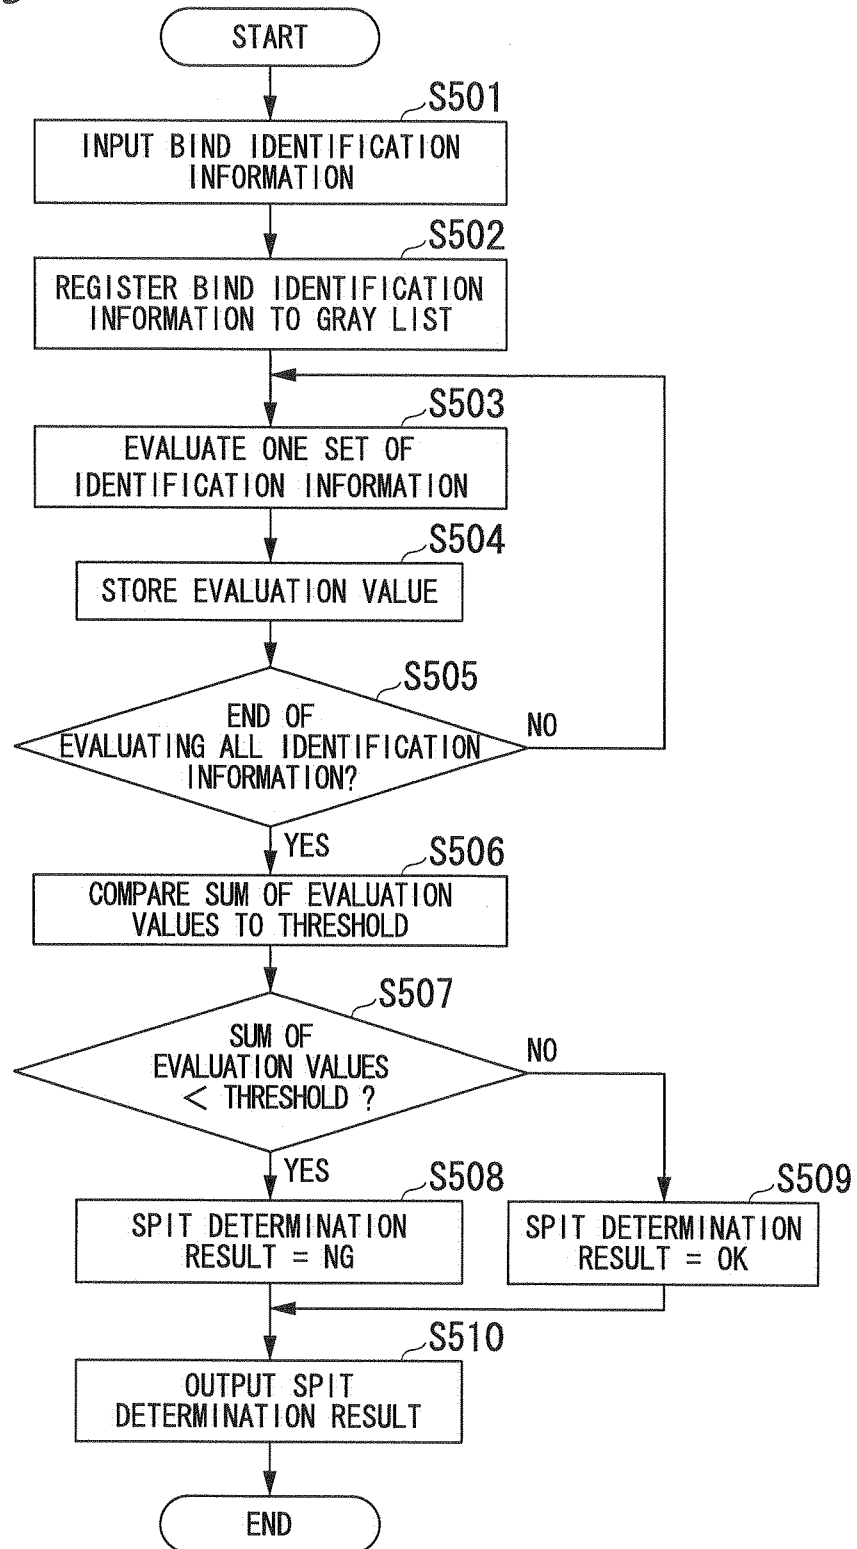 START
S501
INPUT BIND IDENTIFICATION
INFORMATION
S502
REGISTER BIND IDENTIFICATION
INFORMATION TO GRAY LIST
S503
EVALUATE ONE SET OF
IDENTIFICATION INFORMATION
S504
STORE EVALUATION VALUE
S505
END OF
EVALUATING ALL IDENTIFICATION
INFORMATION?
NO
YES
S506
COMPARE SUM OF EVALUATION
VALUES TO THRESHOLD
S507
SUM OF
EVALUATION VALUES
< THRESHOLD ?
NO
YES
S508
SPIT DETERMINATION
RESULT = NG
S509
SPIT DETERMINATION
RESULT = OK
S510
OUTPUT SPIT
DETERMINATION RESULT
END